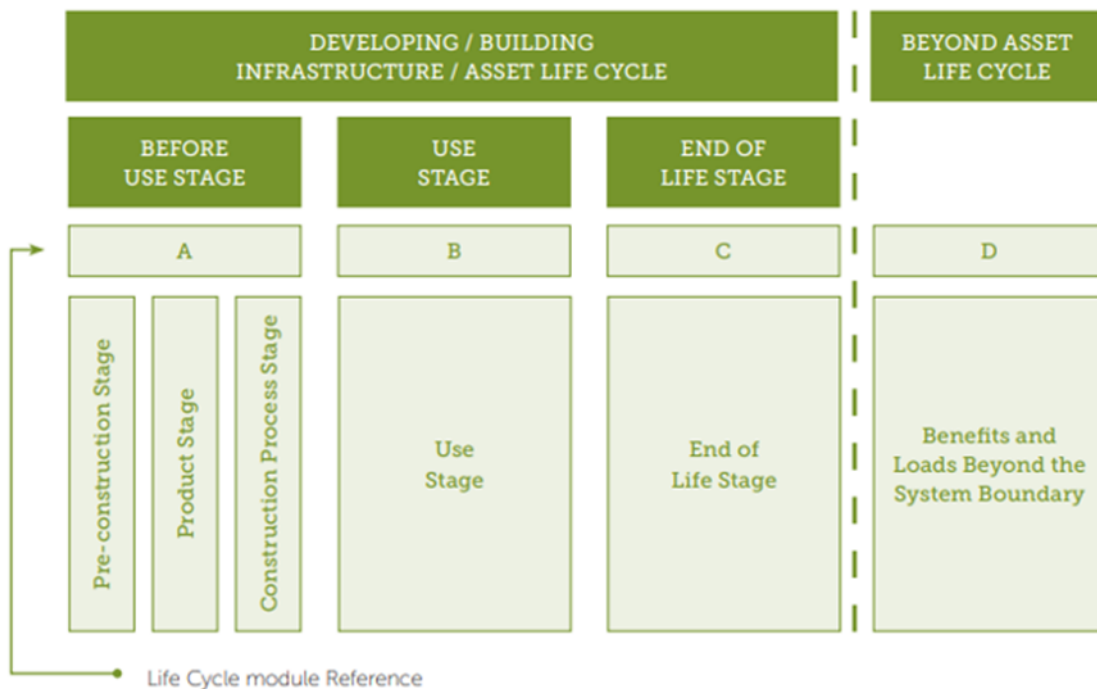 DEVELOPING / BUILDING
INFRASTRUCTURE / ASSET LIFE CYCLE
BEYOND ASSET
LIFE CYCLE
BEFORE
USE STAGE
USE
STAGE
END OF
LIFE STAGE
A
B
C
D
Pre-construction Stage
Product Stage
Construction Process Stage
Use
Stage
End of
Life Stage
Benefits and
Loads Beyond the
System Boundary
Life Cycle module Reference